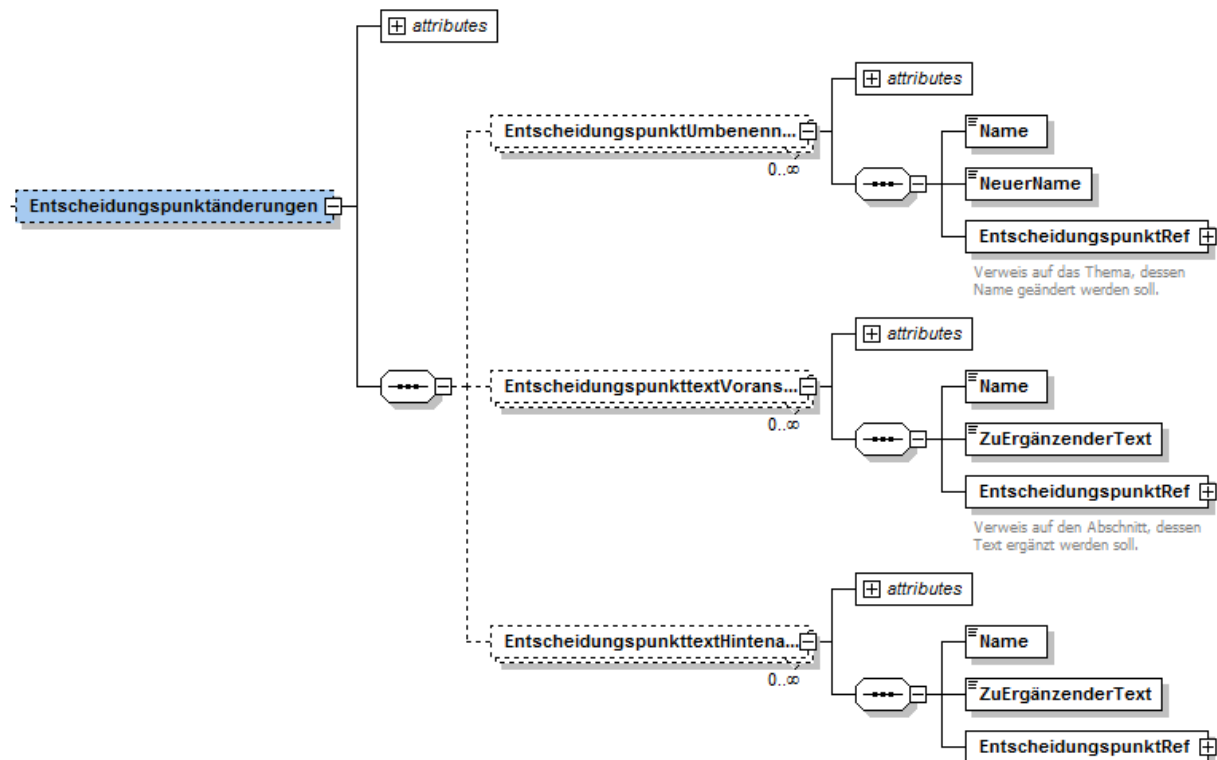 attributes
attributes
EntscheidungspunktUmbenenn...
0..∞
Name
NeuerName
EntscheidungspunktRef
Verweis auf das Thema, dessen
Name geändert werden soll.
Entscheidungspunktänderungen
attributes
EntscheidungspunkttextVorans...
0..∞
Name
ZuErgänzenderText
EntscheidungspunktRef
Verweis auf den Abschnitt, dessen
Text ergänzt werden soll.
attributes
EntscheidungspunkttextHintena...
0..∞
Name
ZuErgänzenderText
EntscheidungspunktRef